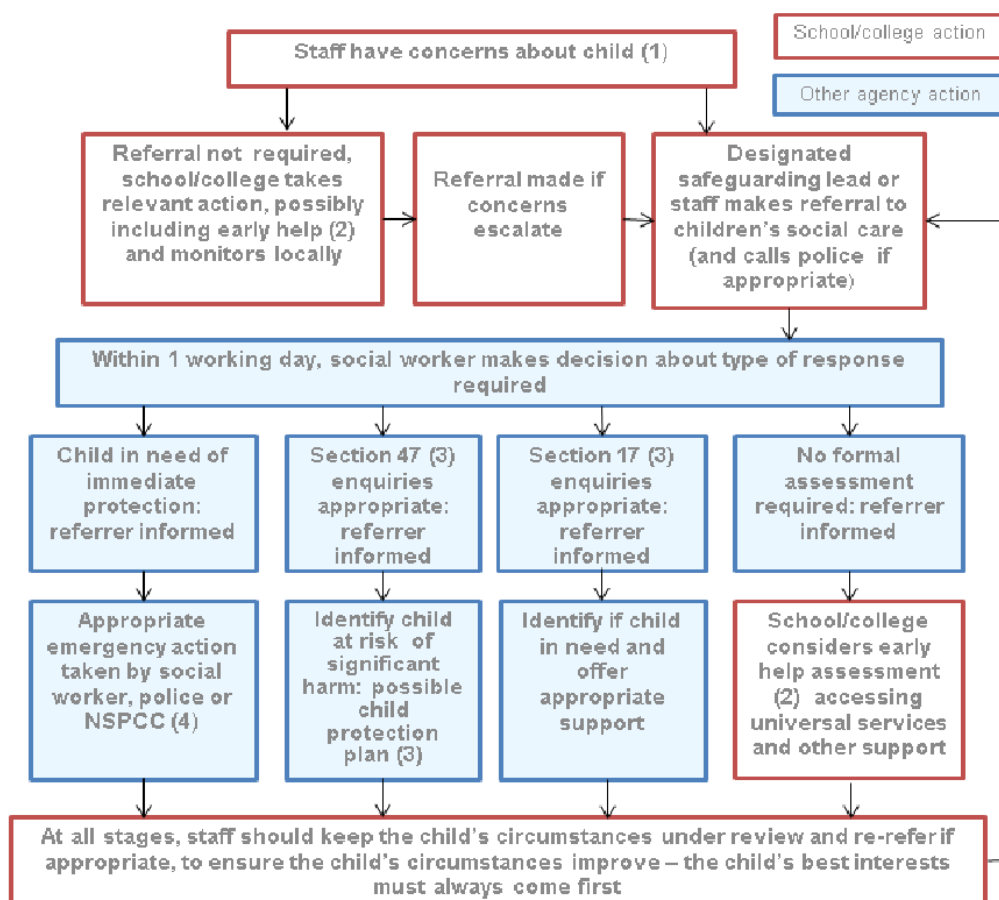 Staff have concerns about child (1)
School/college action
Other agency action
Referral not required,
school/college takes
relevant action, possibly
including early help (2)
and monitors locally
Referral made if
concerns
escalate
Designated
safeguarding lead or
staff makes referral to
children's social care
(and calls police if
appropriate)
Within 1 working day, social worker makes decision about type of response
required
Child in need of
immediate
protection:
referrer informed
Section 47 (3)
enquiries
appropriate:
referrer
informed
Section 17 (3)
enquiries
appropriate:
referrer
informed
No formal
assessment
required: referrer
informed
Appropriate
emergency action
taken by social
worker, police or
NSPCC (4)
Identify child
at risk of
significant
harm: possible
child
protection
plan (3)
Identify if child
in need and
offer
appropriate
support
School/college
considers early
help assessment
(2) accessing
universal services
and other support
At all stages, staff should keep the child's circumstances under review and re-refer if
appropriate, to ensure the child's circumstances improve – the child's best interests
must always come first